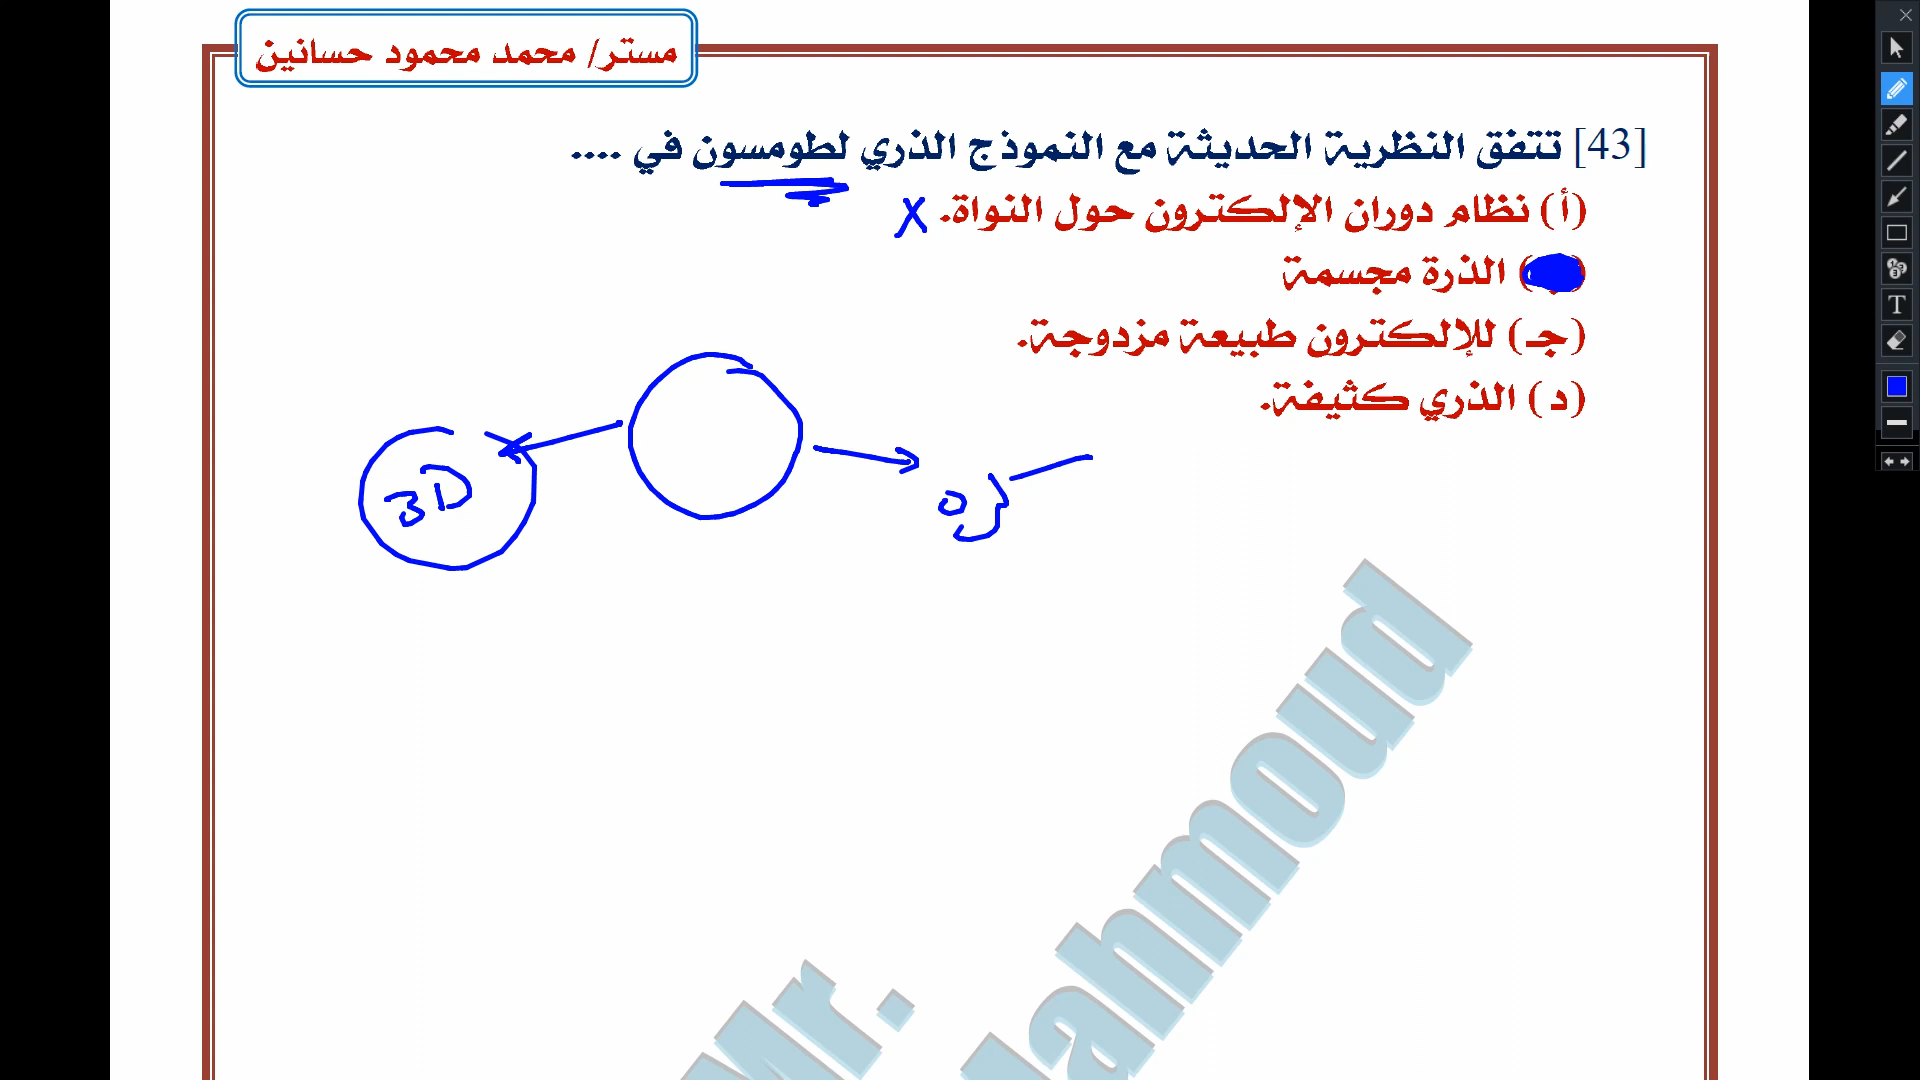 مستر/ محمد محمود حسانين
[43] تتفق النظرية الحديثة مع النموذج الذري لطومسون في ....
(أ) نظام دوران الإلكترون حول النواة. X
( ) الذرة مجسمة
(جـ) للإلكترون طبيعة مزدوجة.
(د) الذري كثيفة.
3D
Mr.
Mahmoud
T